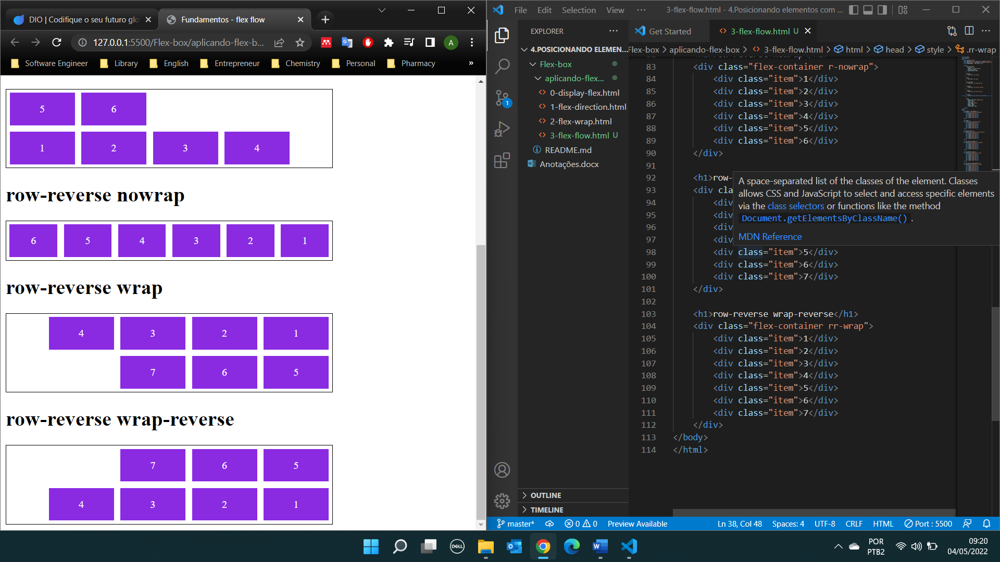 DIO | Codifique o seu futuro glo
Fundamentos - flex flow
127.0.0.1:5500/Flex-box/aplicando-flex-b...
A
Software Engineer
Library
English
Entrepreneur
Chemistry
Personal
Pharmacy
»
5 6
1 2 3 4
row-reverse nowrap
6 5 4 3 2 1
row-reverse wrap
4 3 2 1
7 6 5
row-reverse wrap-reverse
7 6 5
4 3 2 1
File Edit Selection View ···
3-flex-flow.html - 4.Posicionando elementos com ...
EXPLORER ···
4.POSICIONANDO ELEMEN...
Flex-box
aplicando-flex...
0-display-flex.html
1-flex-direction.html
2-flex-wrap.html
3-flex-flow.html U
README.md
Anotações.docx
OUTLINE
TIMELINE
1
Get Started
3-flex-flow.html U
Flex-box > aplicando-flex-box > 3-flex-flow.html > html > head > style > .rr-wrap
83 <div class="flex-container r-nowrap">
84 <div class="item">1</div>
85 <div class="item">2</div>
86 <div class="item">3</div>
87 <div class="item">4</div>
88 <div class="item">5</div>
89 <div class="item">6</div>
90 </div>
91
92 <h1>row-
93 <div cla
94 <div
95 <div
96 <div
97 <div
98 <div class="item">5</div>
99 <div class="item">6</div>
100 <div class="item">7</div>
101 </div>
102
103 <h1>row-reverse wrap-reverse</h1>
104 <div class="flex-container rr-wrap">
105 <div class="item">1</div>
106 <div class="item">2</div>
107 <div class="item">3</div>
108 <div class="item">4</div>
109 <div class="item">5</div>
110 <div class="item">6</div>
111 <div class="item">7</div>
112 </div>
113 </body>
114 </html>
A space-separated list of the classes of the element. Classes
allows CSS and JavaScript to select and access specific elements
via the class selectors or functions like the method
Document.getElementsByClassName() .
MDN Reference
master* 0 0 Preview Available
Ln 38, Col 48 Spaces: 4 UTF-8 CRLF HTML Port : 5500
DELL
POR
PTB2
09:20
04/05/2022